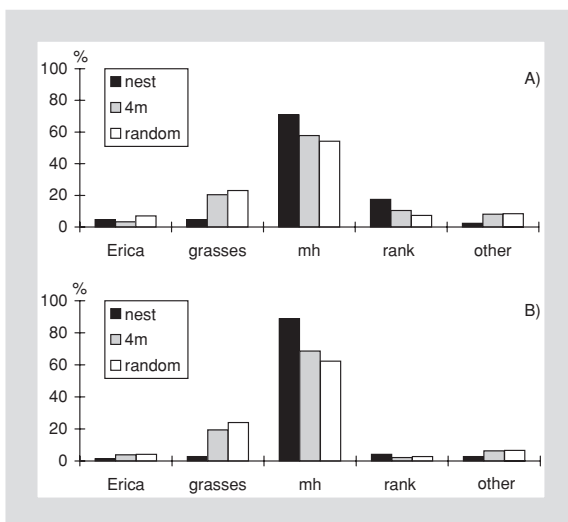 %
100
80
60
40
20
0
nest
4m
random
A)
Erica grasses mh rank other
%
100
80
60
40
20
0
nest
4m
random
B)
Erica grasses mh rank other